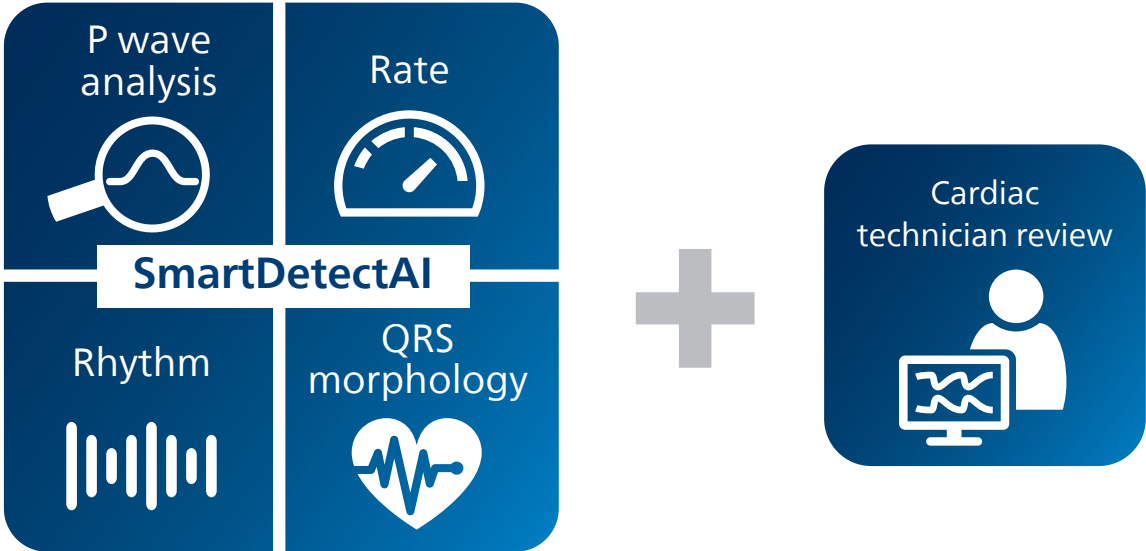 P wave
analysis
Rate
SmartDetectAI
Rhythm
QRS
morphology
Cardiac
technician review